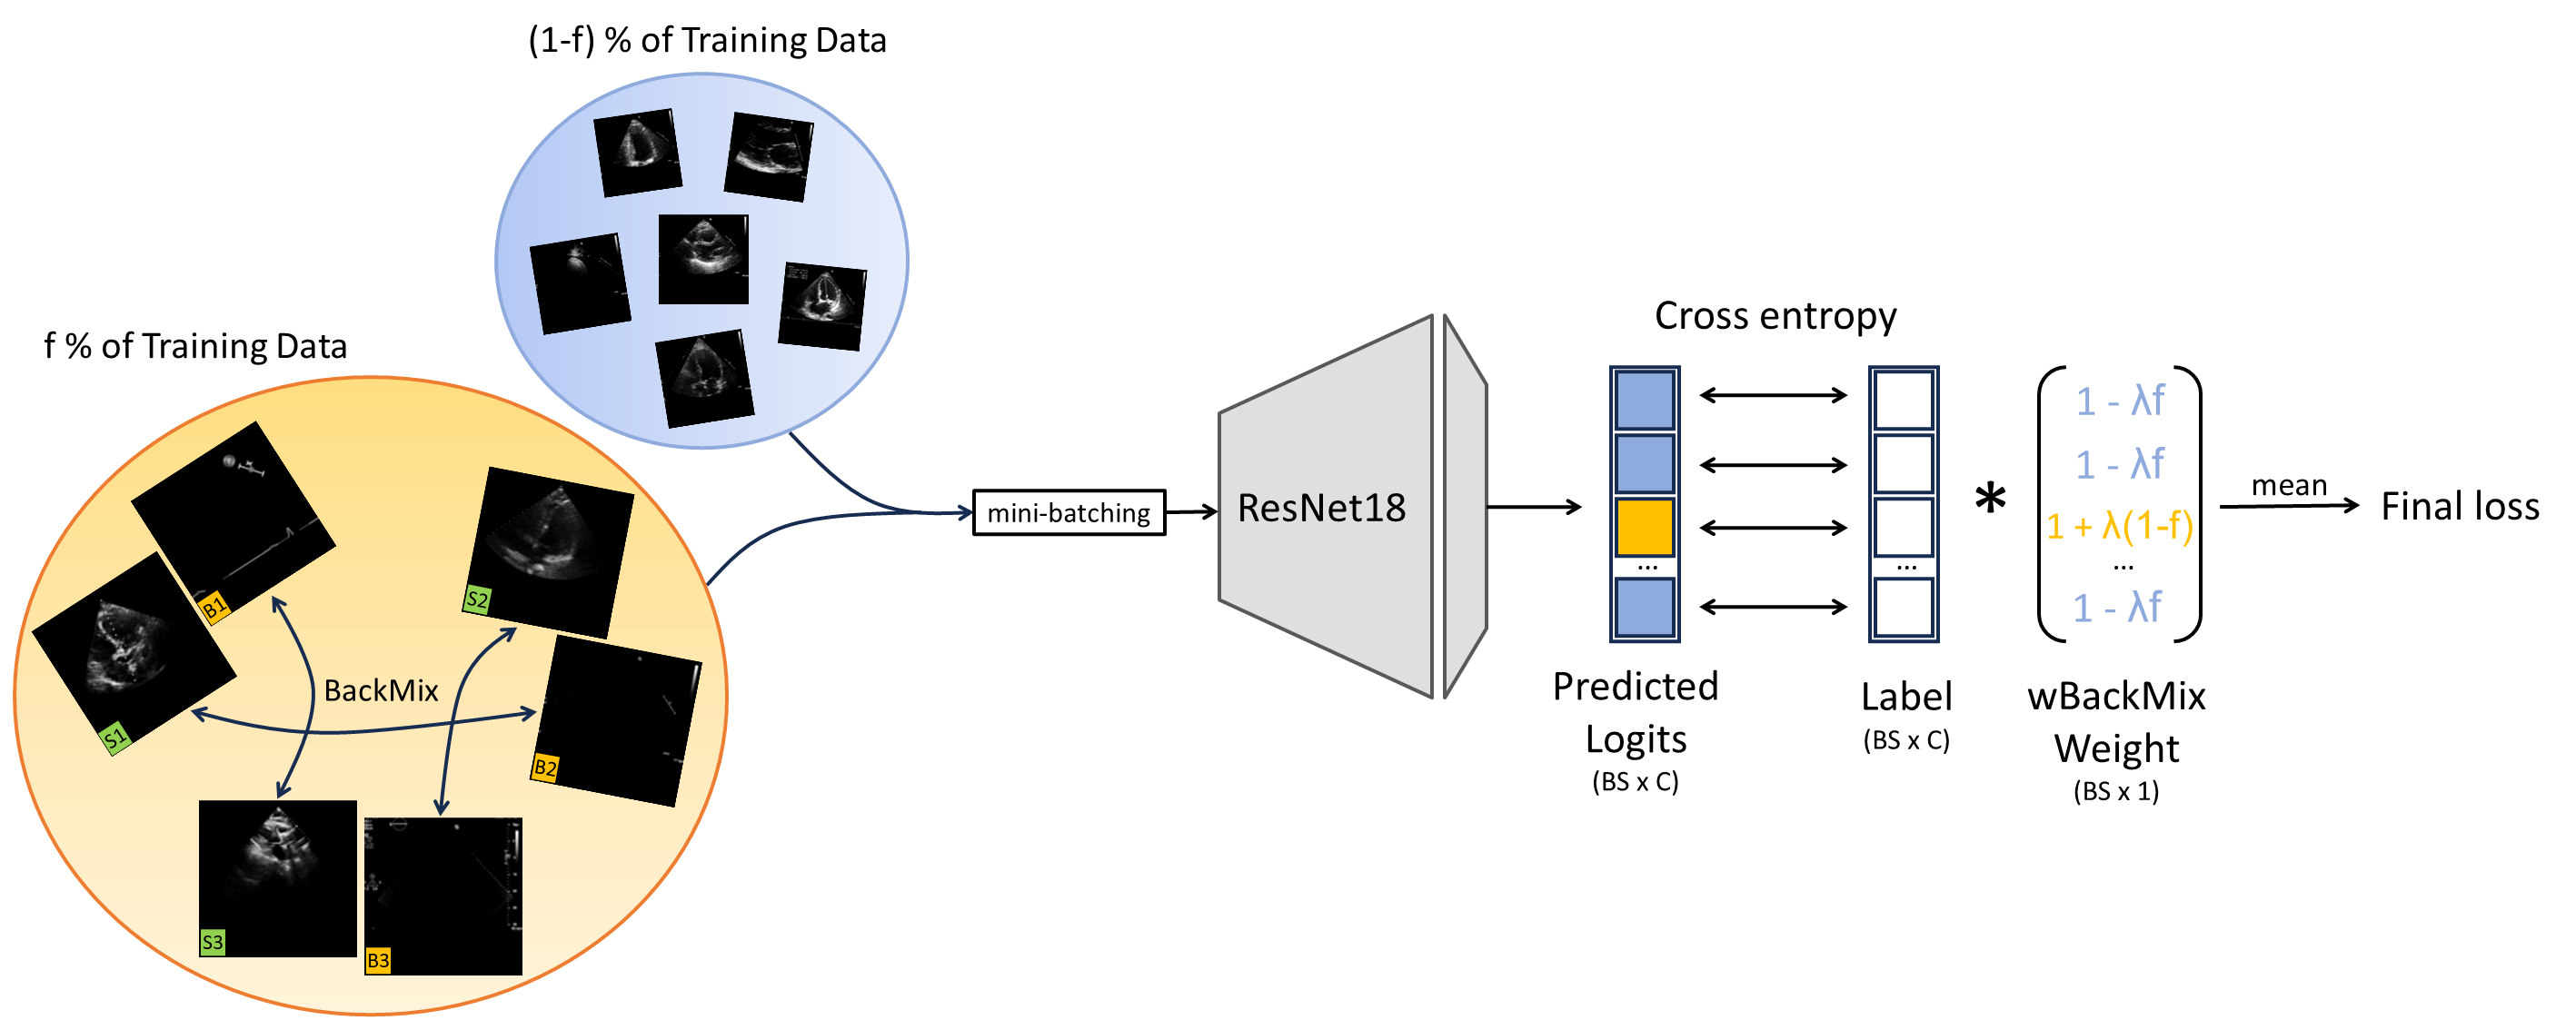 (1-f) % of Training Data
f % of Training Data
B1
S1
S2
B2
BackMix
S3
B3
mini-batching
ResNet18
Cross entropy
...
...
1 - λf
1 - λf
1 + λ(1-f)
...
1 - λf
*
mean
Final loss
Predicted
Logits
(BS x C)
Label
(BS x C)
wBackMix
Weight
(BS x 1)